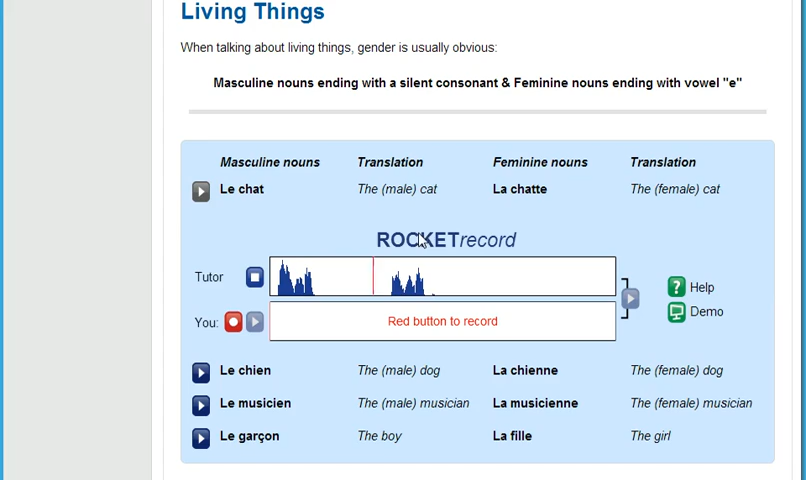 Living Things
When talking about living things, gender is usually obvious:
Masculine nouns ending with a silent consonant & Feminine nouns ending with vowel "e"
Masculine nouns Translation Feminine nouns Translation
Le chat The (male) cat La chatte The (female) cat
ROCKETrecord
Tutor
Help
You: Red button to record Demo
Le chien The (male) dog La chienne The (female) dog
Le musicien The (male) musician La musicienne The (female) musician
Le garçon The boy La fille The girl